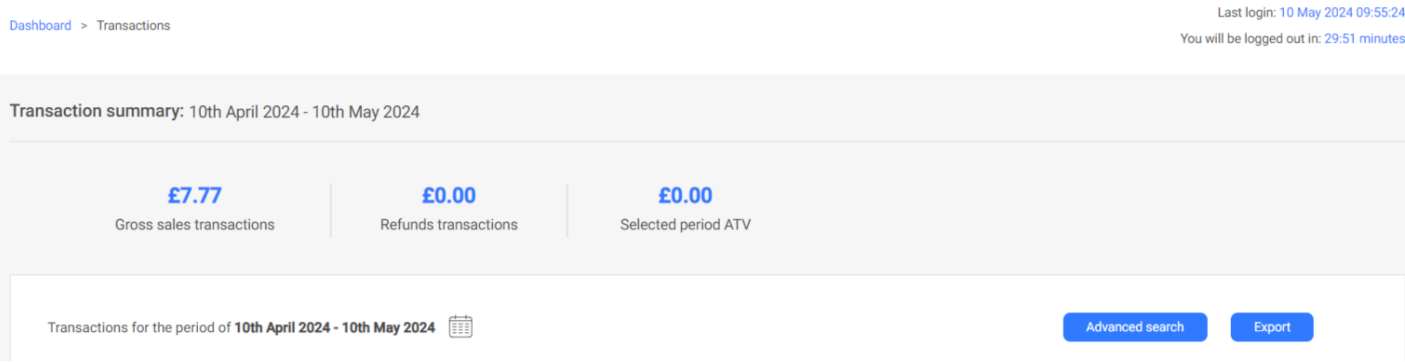 Last login: 10 May 2024 09:55:24
Dashboard > Transactions
You will be logged out in: 29:51 minutes
Transaction summary: 10th April 2024 - 10th May 2024
£7.77 £0.00 £0.00
Gross sales transactions Refunds transactions Selected period ATV
Transactions for the period of 10th April 2024 - 10th May 2024 Advanced search Export